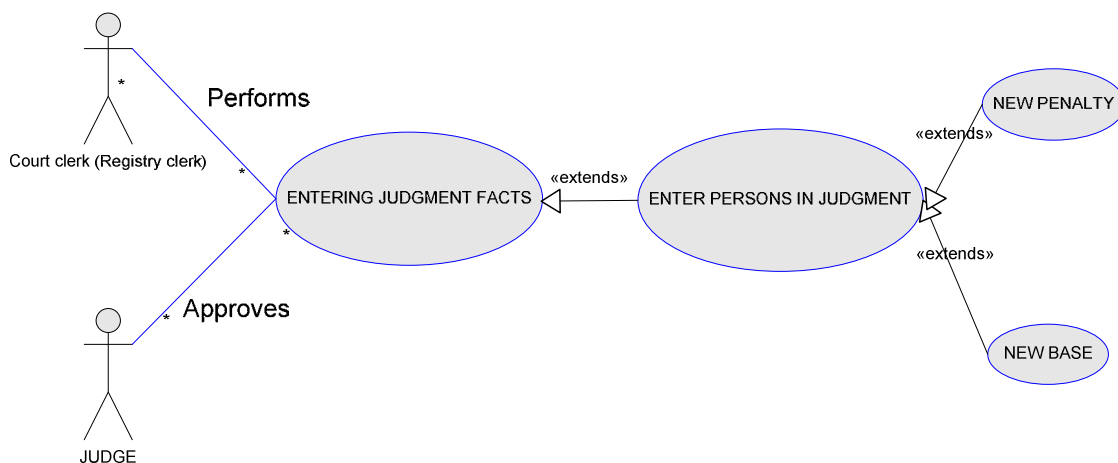 *
Performs
Court clerk (Registry clerk)
*
ENTERING JUDGMENT FACTS
*
«extends»
ENTER PERSONS IN JUDGMENT
«extends»
NEW PENALTY
«extends»
NEW BASE
Approves
*
JUDGE